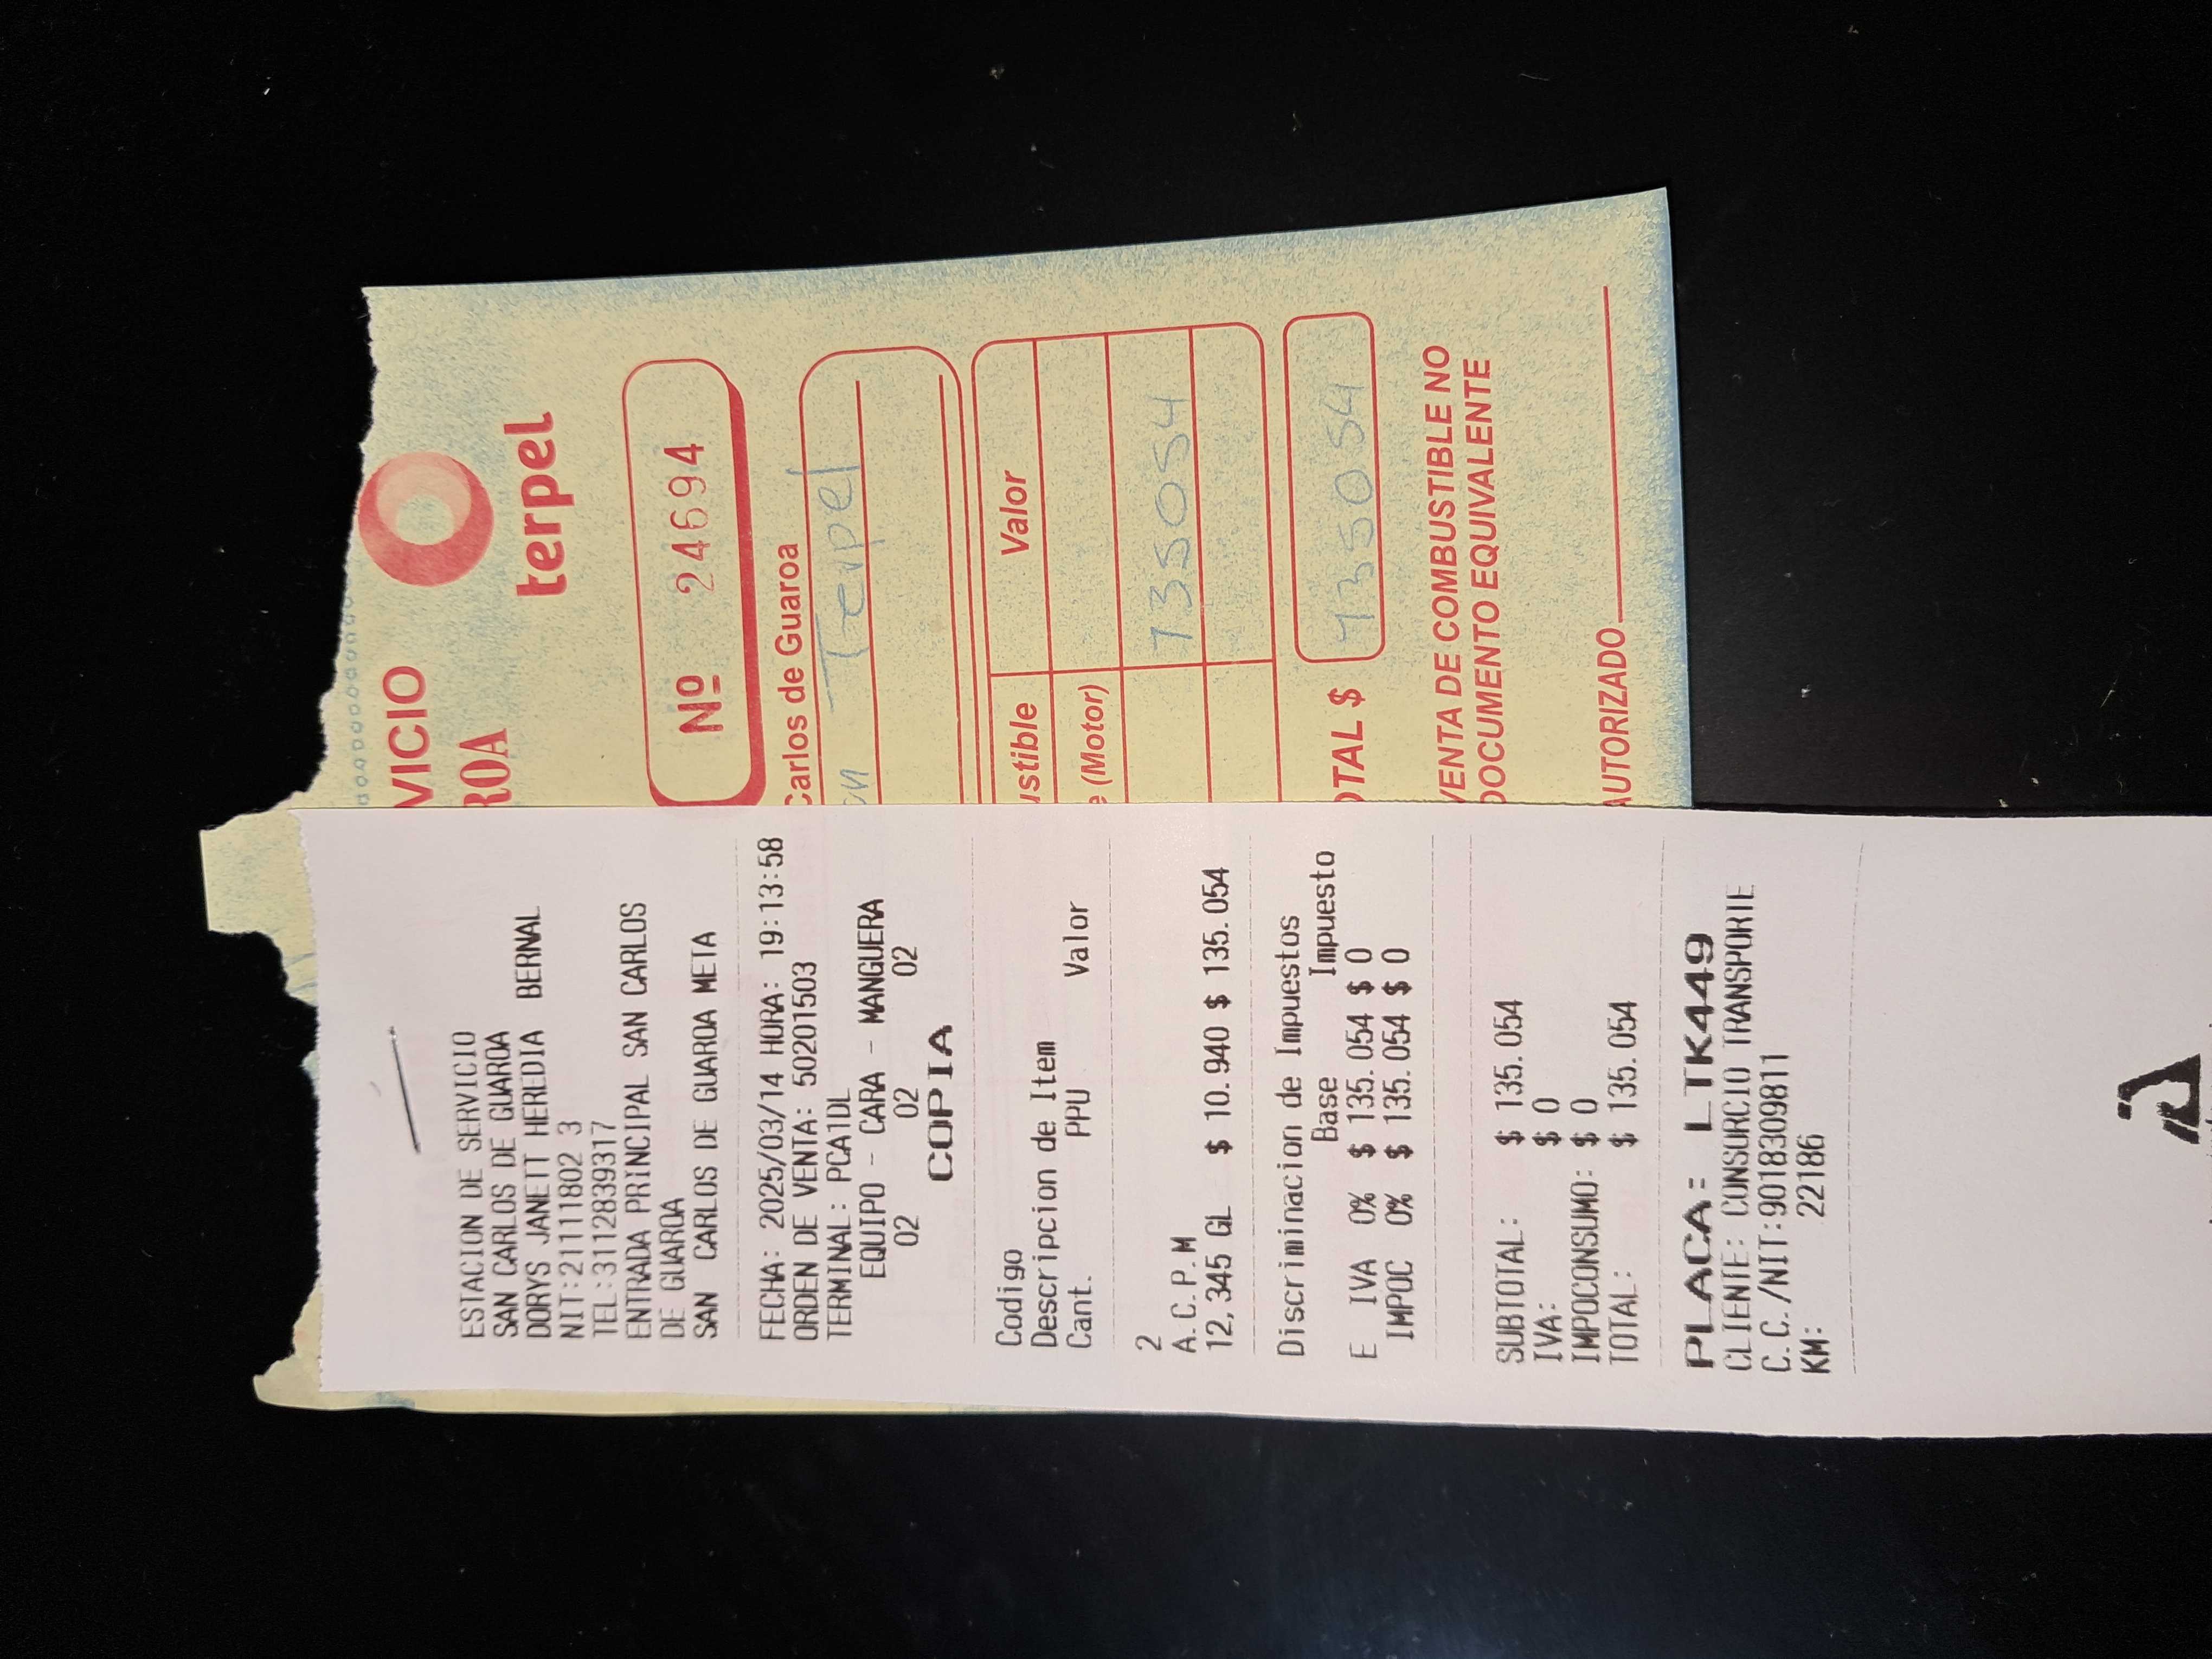 VICIO
ROA
terpel
Nº 24694
Carlos de Guaroa
Terpel
ustible Valor
e (Motor)
135054
OTAL $ 135054
VENTA DE COMBUSTIBLE NO
DOCUMENTO EQUIVALENTE
AUTORIZADO
ESTACION DE SERVICIO
SAN CARLOS DE GUAROA
DORYS JANETT HEREDIA BERNAL
NIT:21111802 3
TEL:3112839317
ENTRADA PRINCIPAL SAN CARLOS
DE GUAROA
SAN CARLOS DE GUAROA META
FECHA: 2025/03/14 HORA: 19:13:58
ORDEN DE VENTA: 50201503
TERMINAL: PCA1DL
EQUIPO - CARA - MANGUERA
02 02 02
COPIA
Codigo
Descripcion de Item
Cant. PPU Valor
2
A.C.P.M
12,345 GL $ 10.940 $ 135.054
Discriminacion de Impuestos
Base Impuesto
E IVA 0% $ 135.054 $ 0
IMPOC 0% $ 135.054 $ 0
SUBTOTAL: $ 135.054
IVA: $ 0
IMPOCONSUMO: $ 0
TOTAL: $ 135.054
PLACA: LTK449
CLIENTE: CONSORCIO TRANSPORTE
C.C./NIT:9018309811
KM: 22186